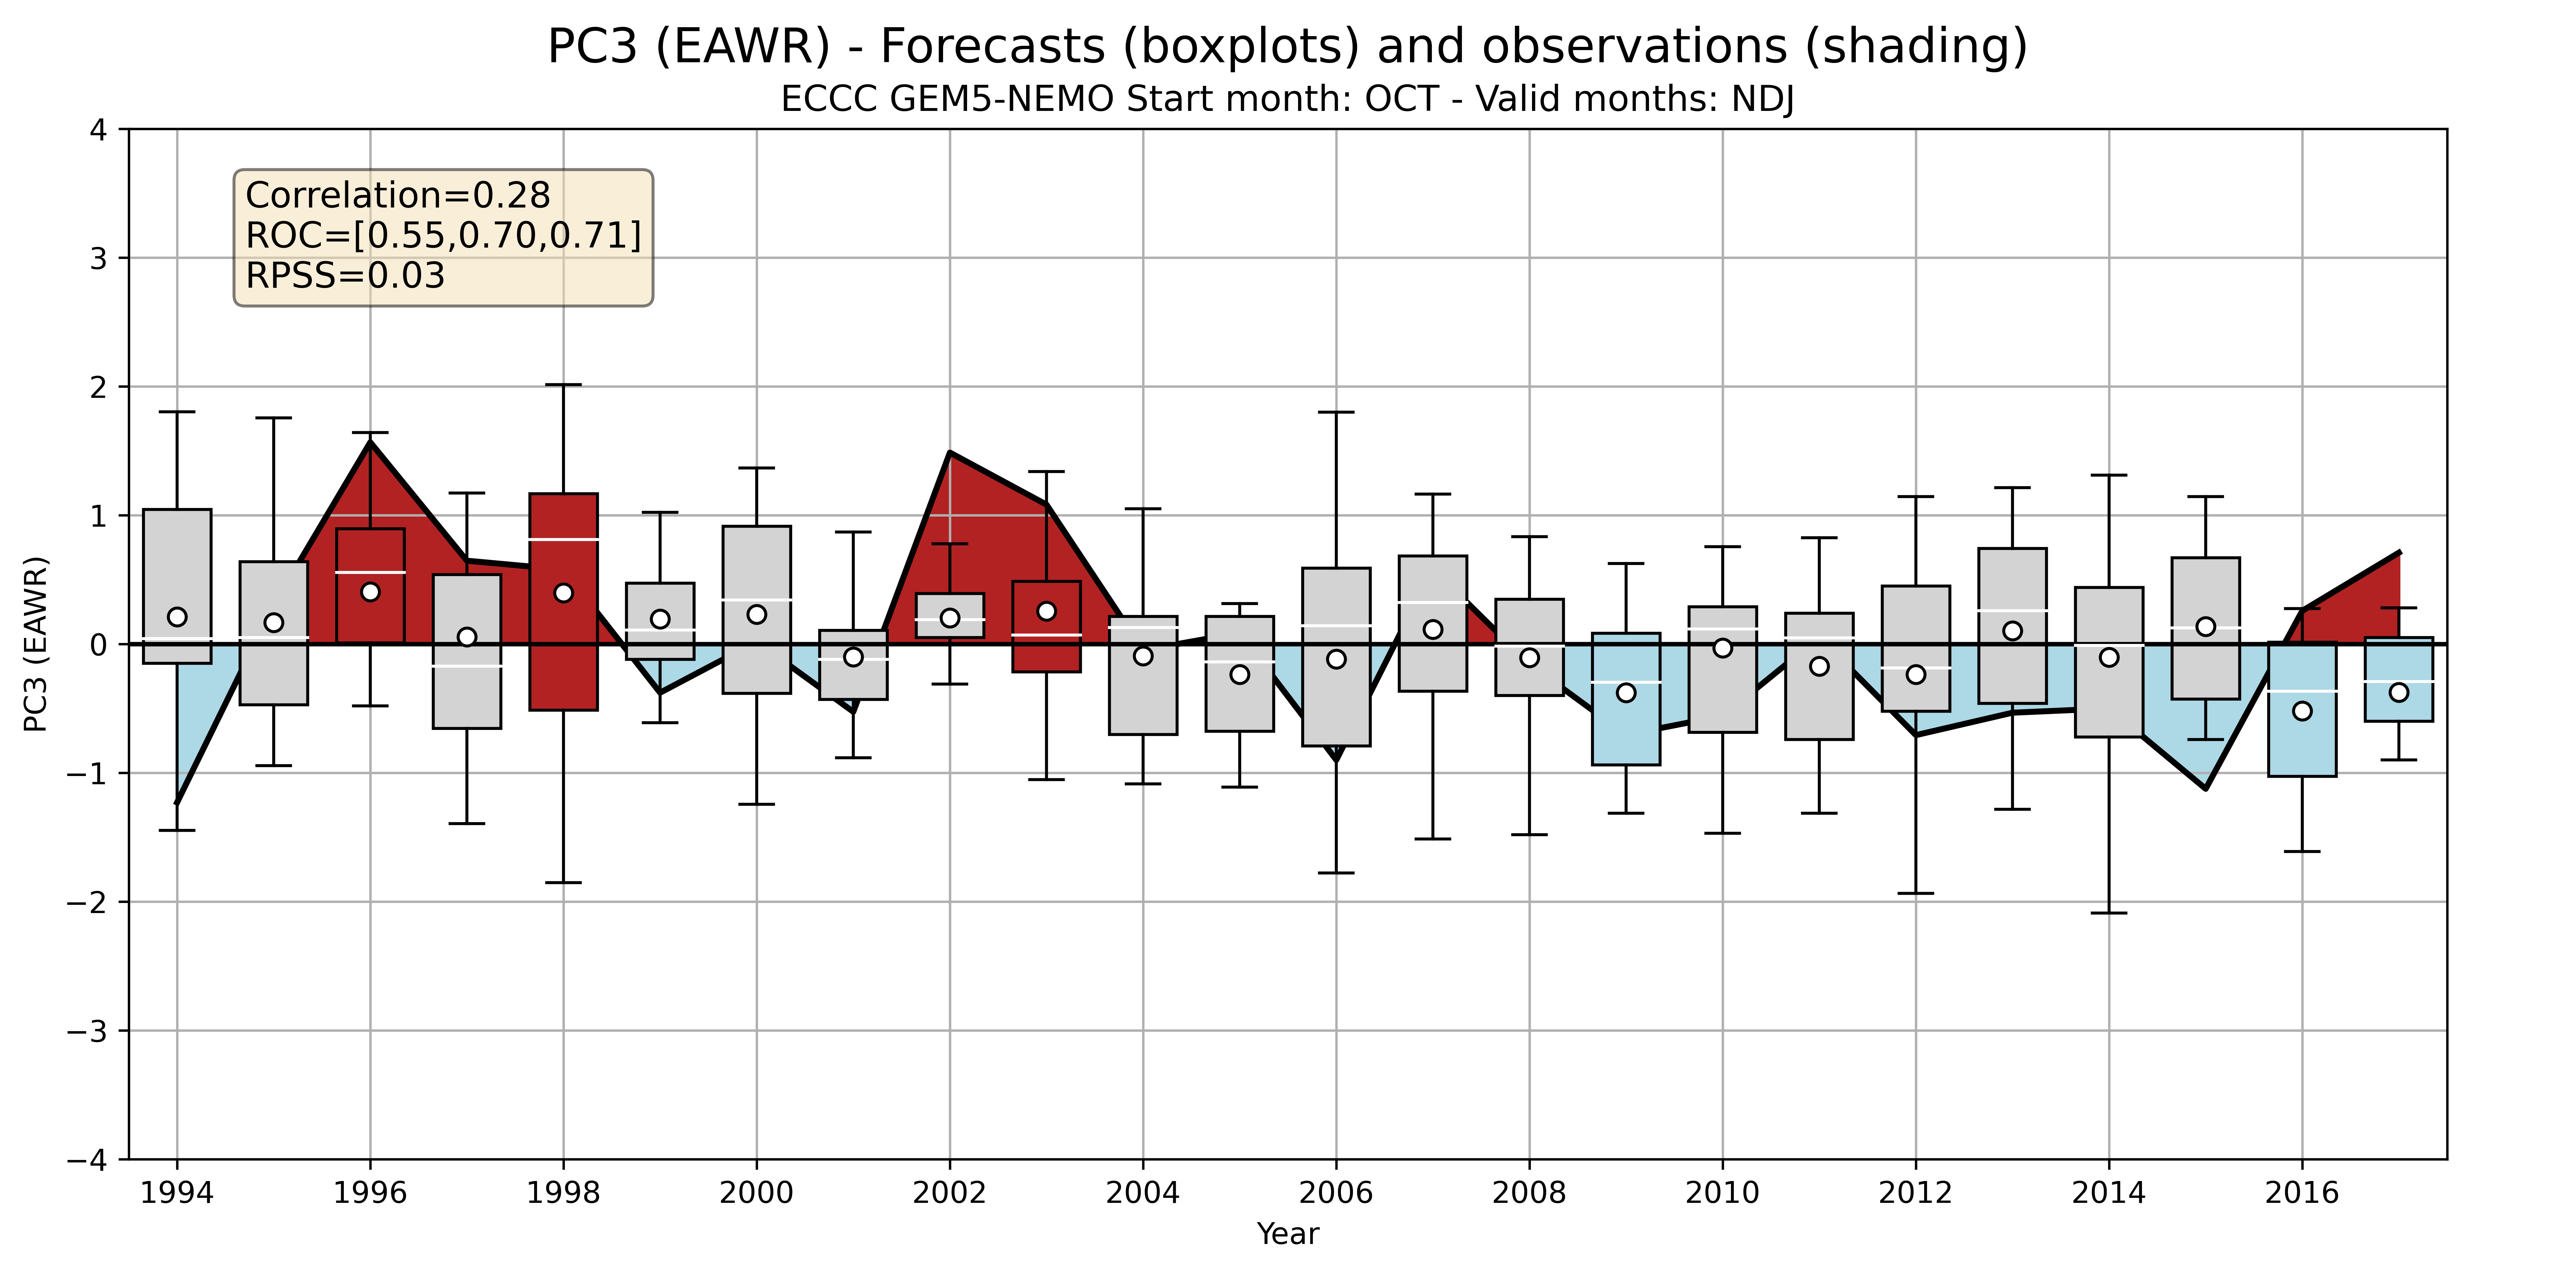 PC3 (EAWR) - Forecasts (boxplots) and observations (shading)
ECCC GEM5-NEMO Start month: OCT - Valid months: NDJ
Correlation=0.28
ROC=[0.55,0.70,0.71]
RPSS=0.03
PC3 (EAWR)
4
3
2
1
0
−1
−2
−3
−4
1994 1996 1998 2000 2002 2004 2006 2008 2010 2012 2014 2016
Year